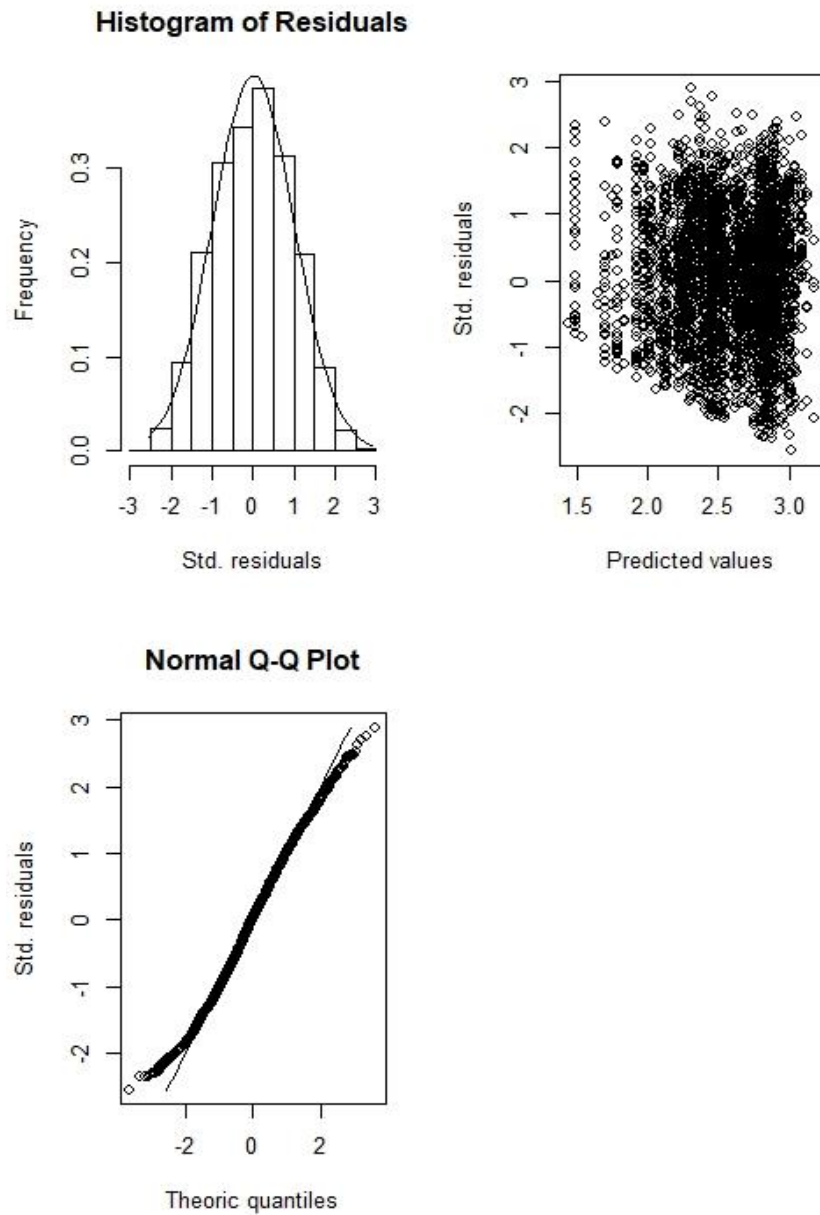 Histogram of Residuals
Frequency
0.0 0.1 0.2 0.3
-3 -2 -1 0 1 2 3
Std. residuals
Std. residuals
-2 -1 0 1 2 3
1.5 2.0 2.5 3.0
Predicted values
Normal Q-Q Plot
Std. residuals
-2 -1 0 1 2 3
-2 0 2
Theoric quantiles